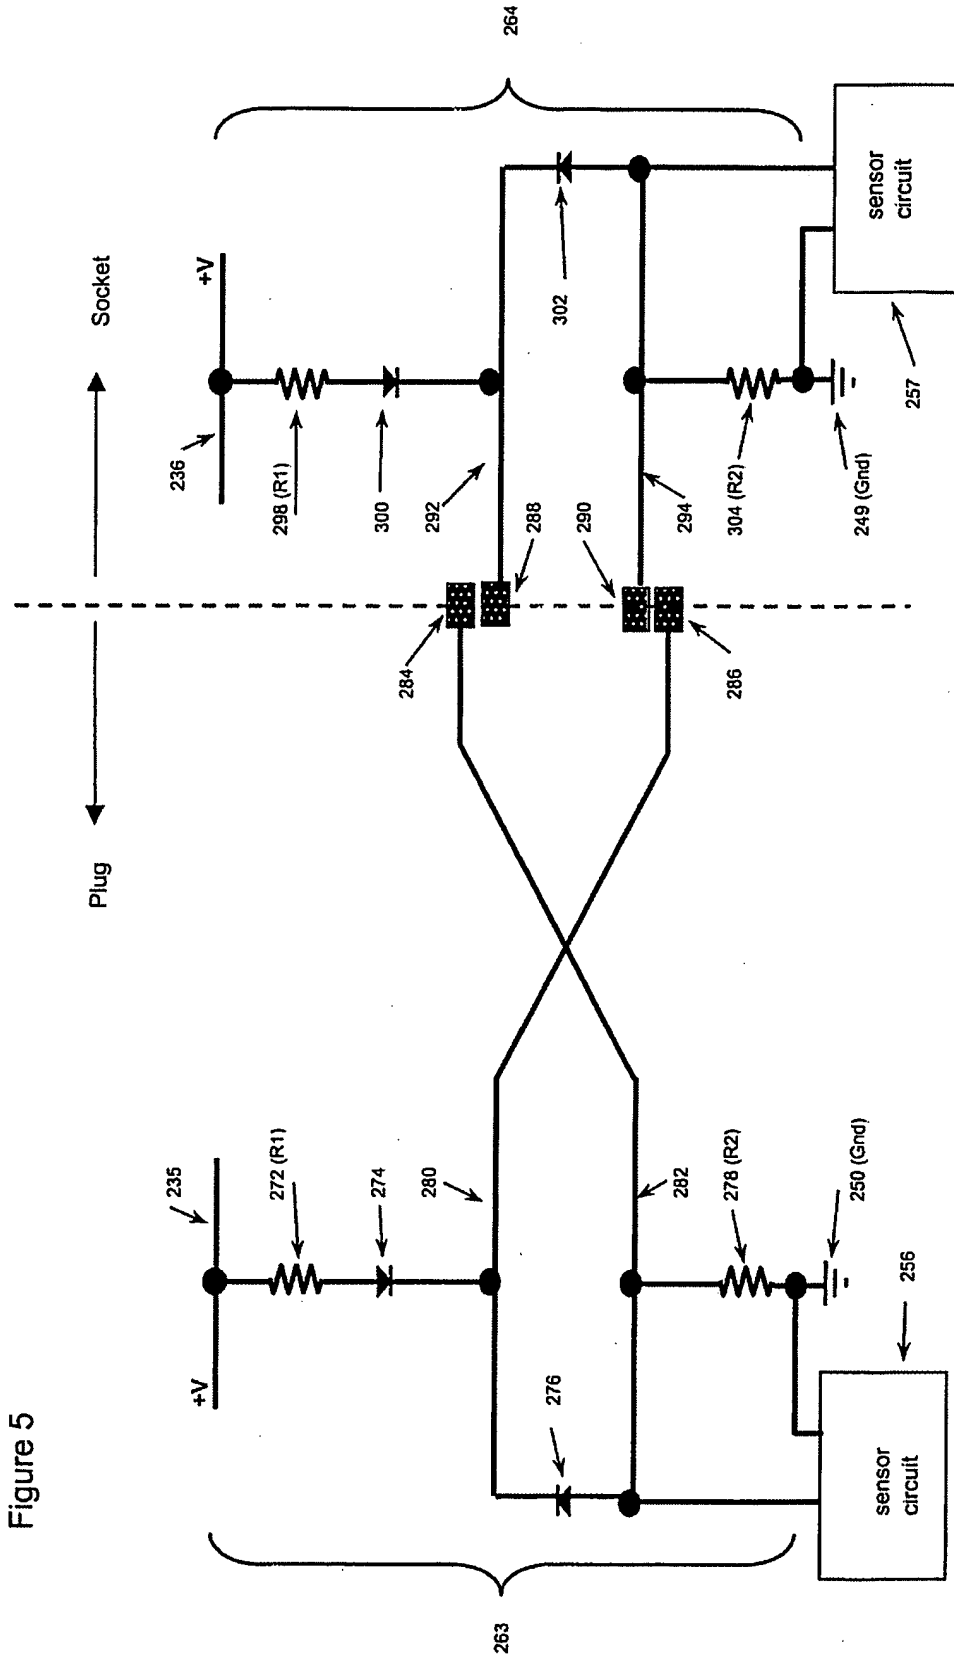 Figure 5
Plug
Socket
+V
235
272 (R1)
274
280
276
282
278 (R2)
250 (Gnd)
256
sensor
circuit
263
284
286
288
290
+V
236
298 (R1)
300
292
302
294
304 (R2)
249 (Gnd)
257
sensor
circuit
264